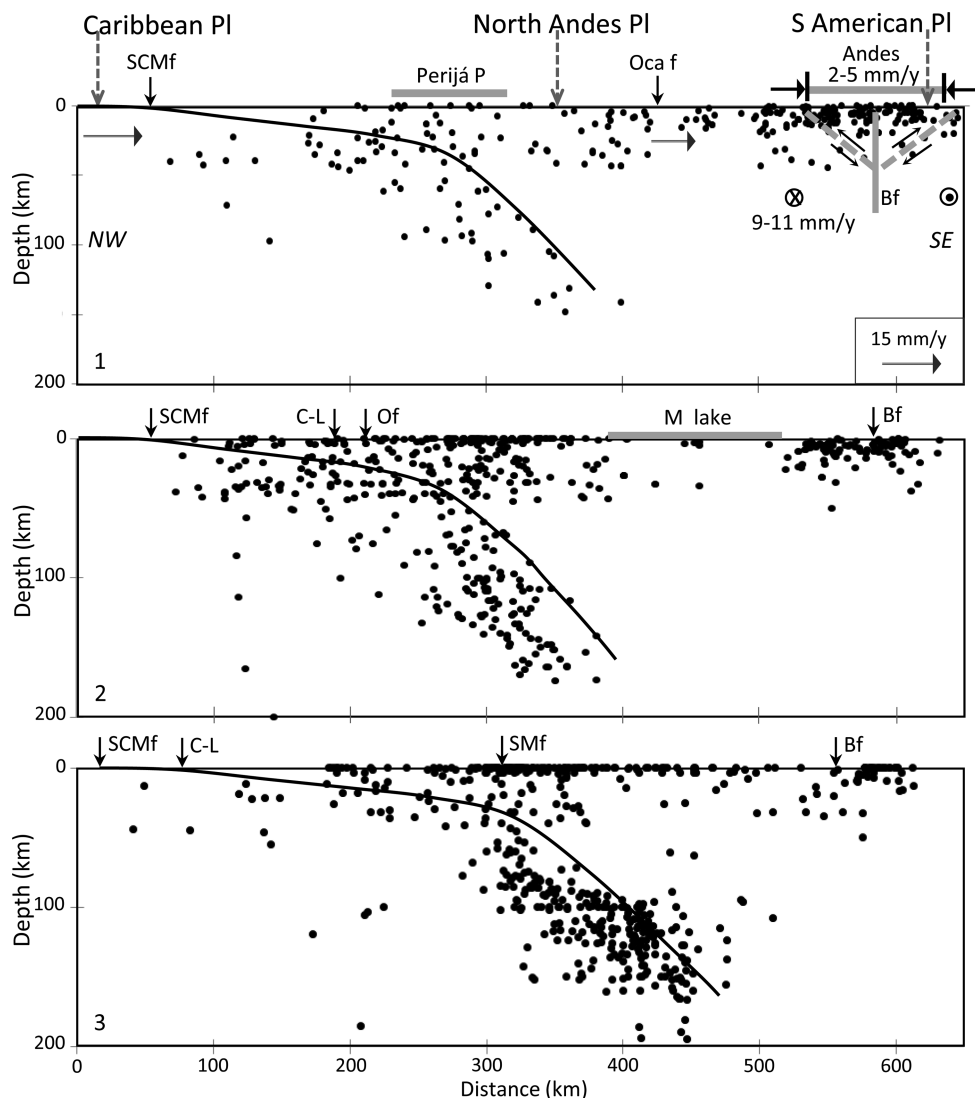 Caribbean Pl North Andes Pl S American Pl
SCMf Perijá P Oca f Andes
2-5 mm/y
0
Depth (km)
100
200
NW
9-11 mm/y
Bf
SE
15 mm/y
1
SCMf C-L Of M lake Bf
0
Depth (km)
100
200
2
SCMf C-L SMf Bf
0
Depth (km)
100
200
3
0 100 200 300 400 500 600
Distance (km)